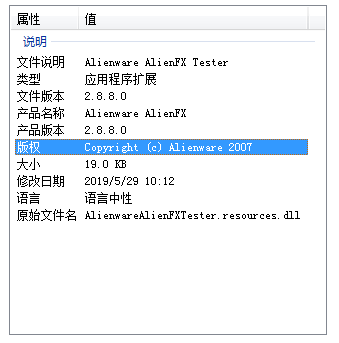 属性 值
说明
文件说明 Alienware AlienFX Tester
类型 应用程序扩展
文件版本 2.8.8.0
产品名称 Alienware AlienFX
产品版本 2.8.8.0
版权 Copyright (c) Alienware 2007
大小 19.0 KB
修改日期 2019/5/29 10:12
语言 语言中性
原始文件名 AlienwareAlienFXTester.resources.dll